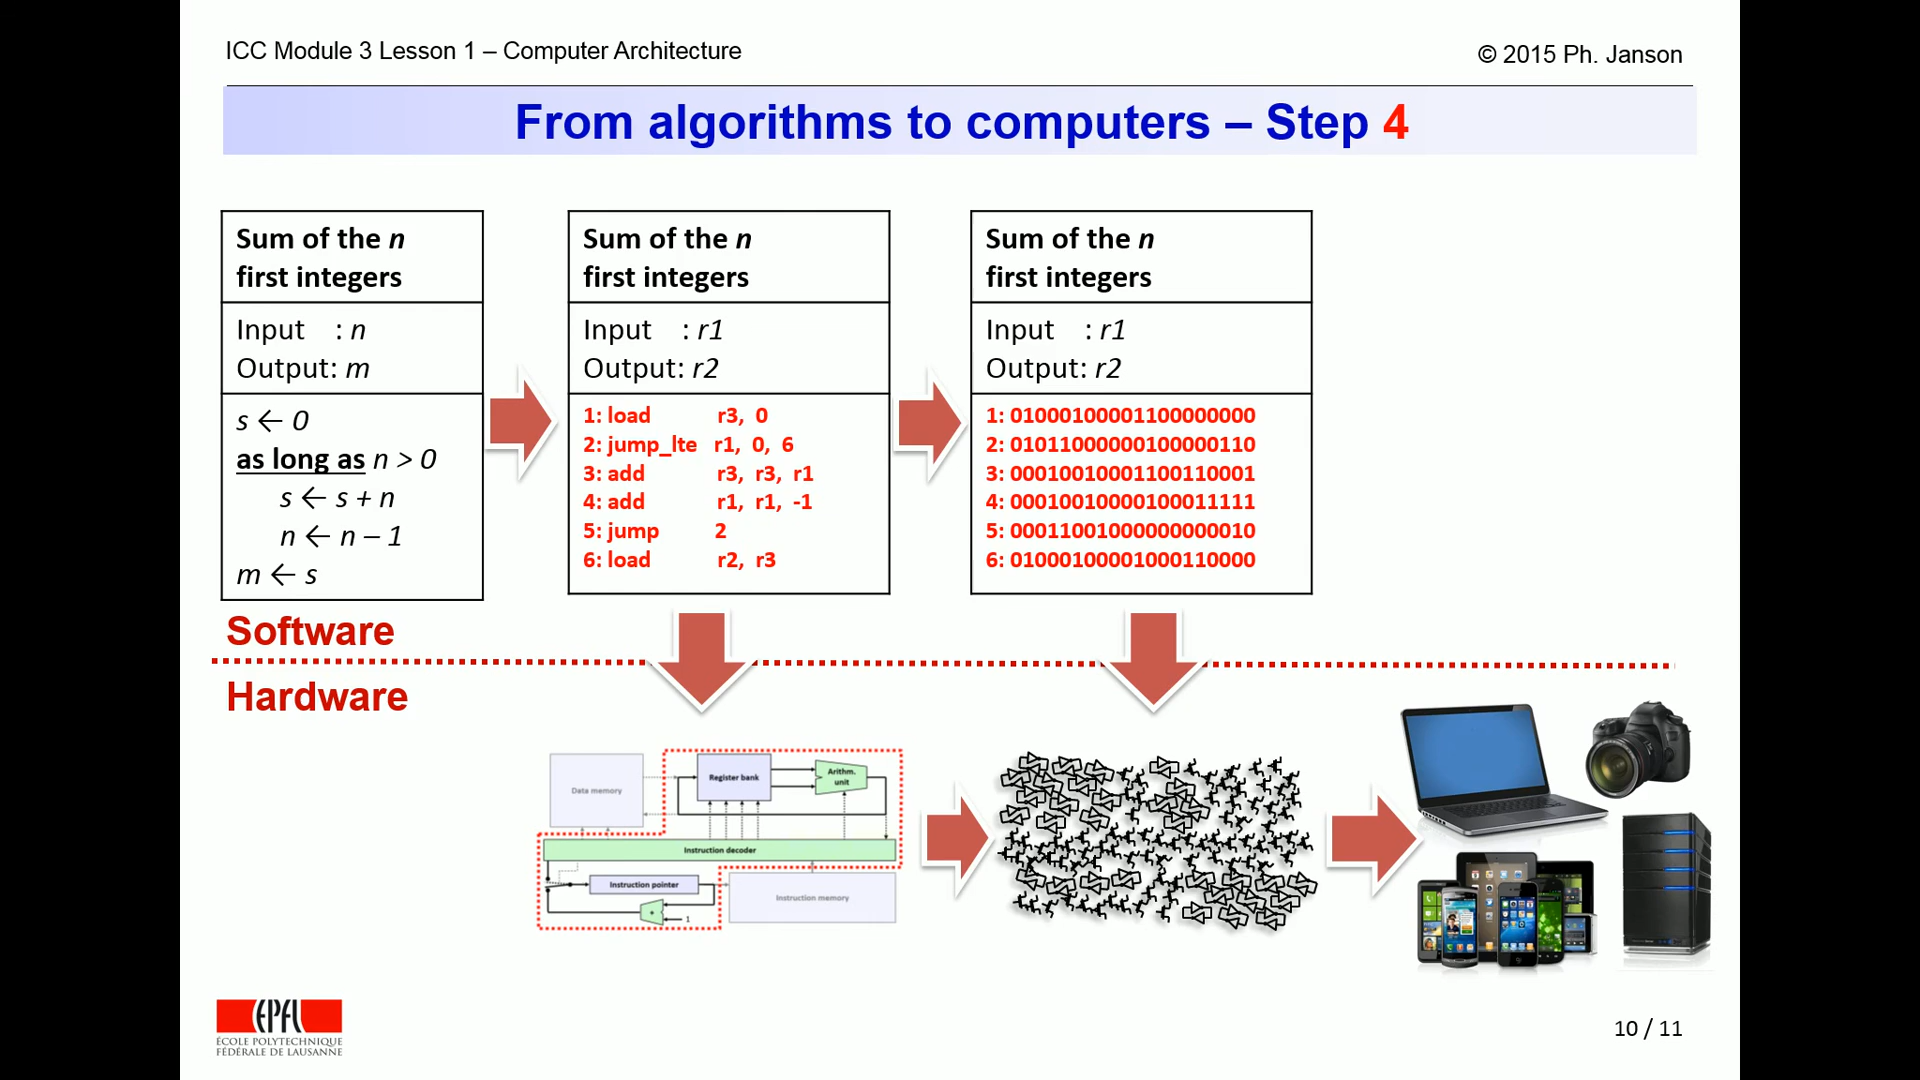 ICC Module 3 Lesson 1 – Computer Architecture
© 2015 Ph. Janson
From algorithms to computers – Step 4
Sum of the n
first integers
Input : n
Output: m
s ← 0
as long as n > 0
s ← s + n
n ← n – 1
m ← s
Sum of the n
first integers
Input : r1
Output: r2
1: load r3, 0
2: jump_lte r1, 0, 6
3: add r3, r3, r1
4: add r1, r1, -1
5: jump 2
6: load r2, r3
Sum of the n
first integers
Input : r1
Output: r2
1: 01000100001100000000
2: 01011000000100000110
3: 00010010001100110001
4: 00010010000100011111
5: 00011001000000000010
6: 01000100001000110000
Software
Hardware
Data memory
Register bank
Arithm.
unit
Instruction decoder
Instruction pointer
+
1
Instruction memory
EPFL
ÉCOLE POLYTECHNIQUE
FÉDÉRALE DE LAUSANNE
10 / 11